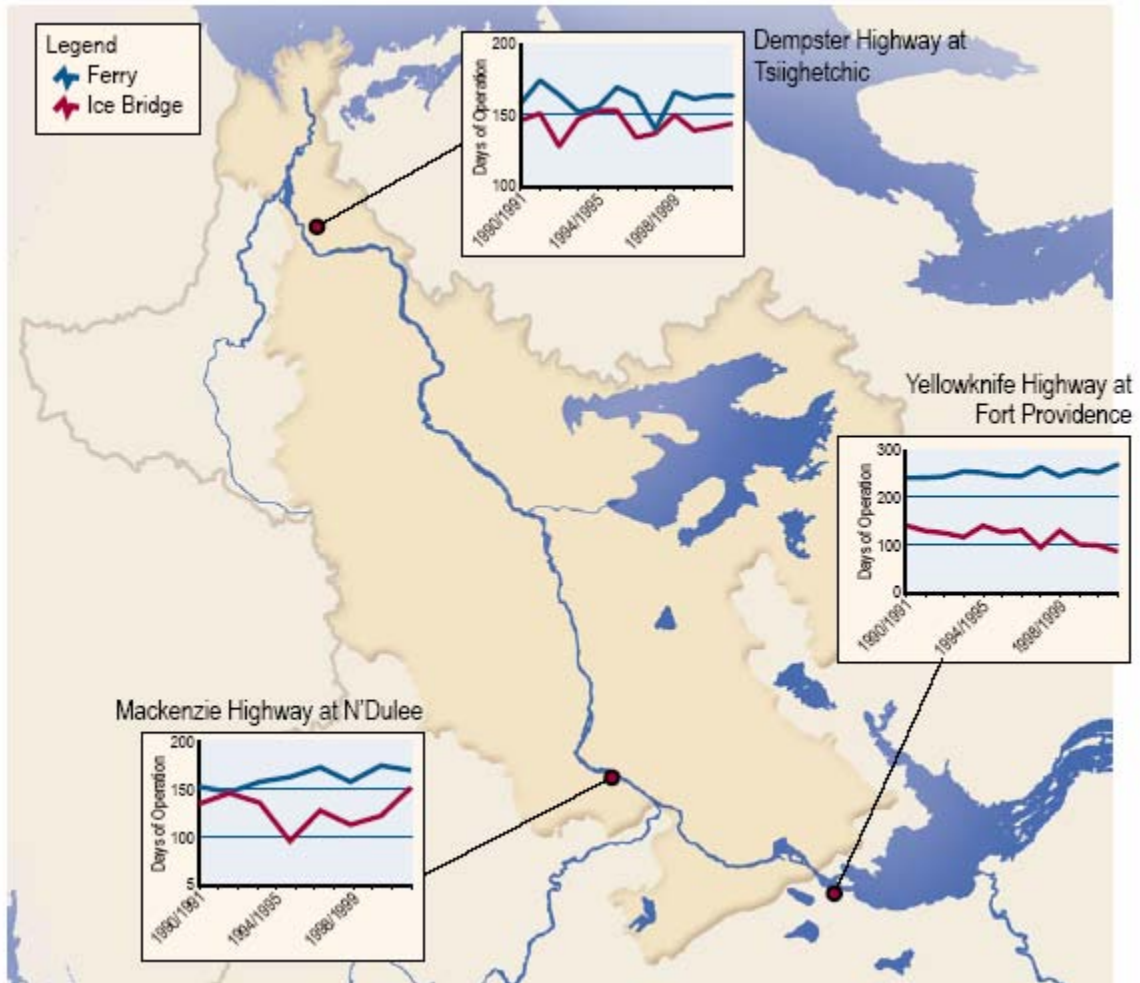 Legend
Ferry
Ice Bridge
Dempster Highway at
Tsiighetchic
200
150
100
Days of Operation
1990/1991
1994/1995
1998/1999
Yellowknife Highway at
Fort Providence
300
200
100
0
Days of Operation
1990/1991
1994/1995
1998/1999
Mackenzie Highway at N'Dulee
200
150
100
5
Days of Operation
1990/1991
1994/1995
1998/1999